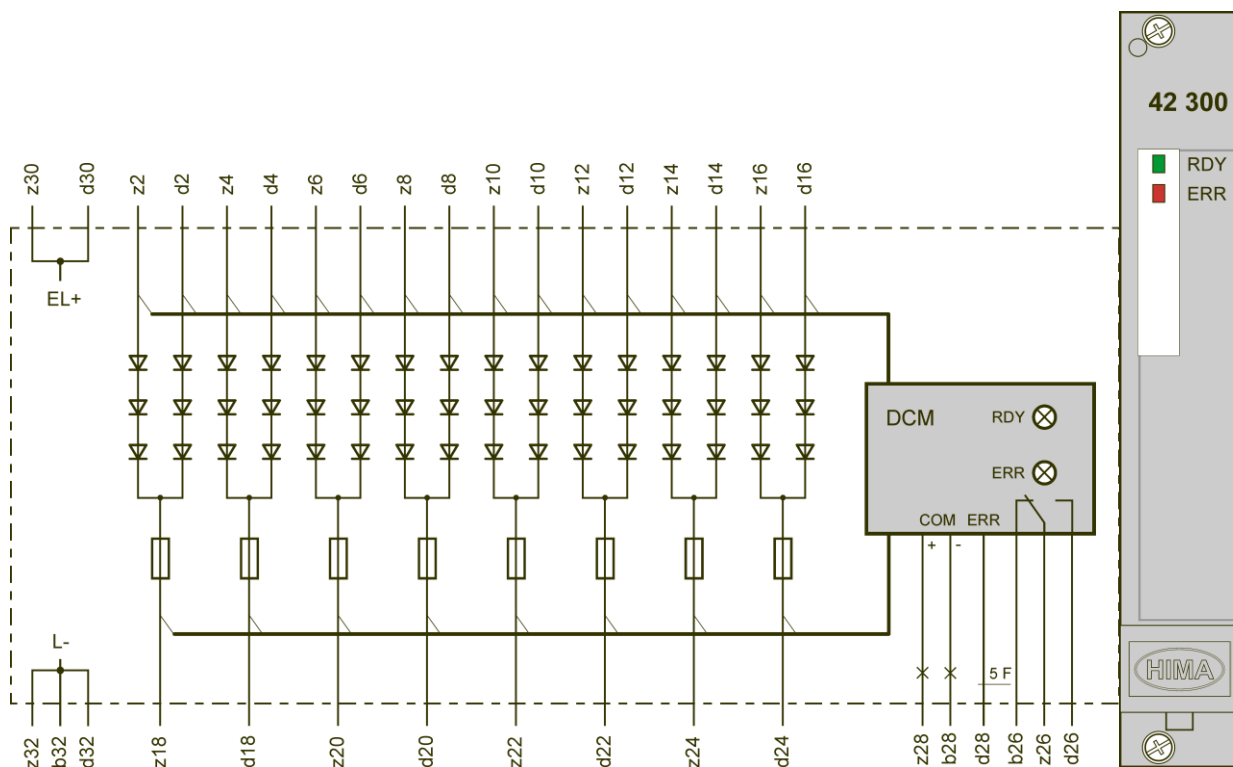 42 300
RDY
ERR
z30 d30 z2 d2 z4 d4 z6 d6 z8 d8 z10 d10 z12 d12 z14 d14 z16 d16
EL+
DCM RDY
ERR
COM ERR
+ -
L-
5 F
HIMA
z32 b32 d32 z18 d18 z20 d20 z22 d22 z24 d24 z28 b28 d28 b26 z26 d26